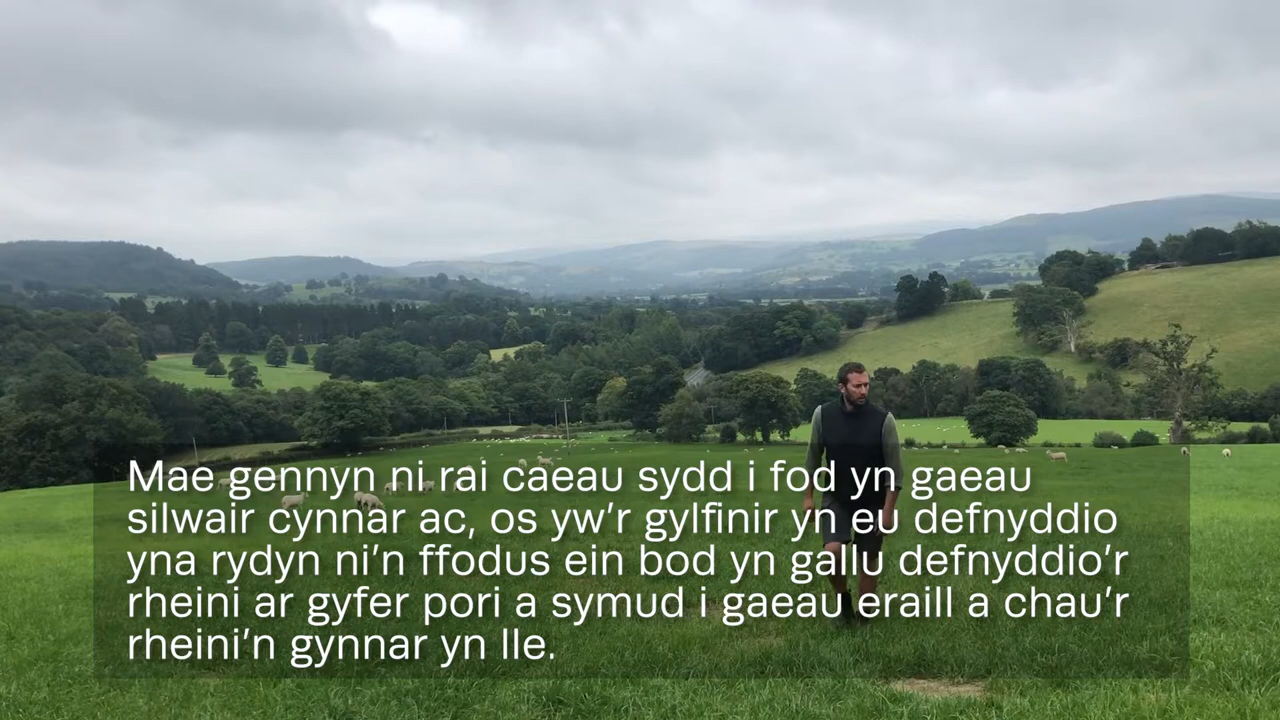 Mae gennyn ni rai caeau sydd i fod yn gaeau
silwair cynnar ac, os yw'r gylfinir yn eu defnyddio
yna rydyn ni'n ffodus ein bod yn gallu defnyddio'r
rheini ar gyfer pori a symud i gaeau eraill a chau'r
rheini'n gynnar yn lle.